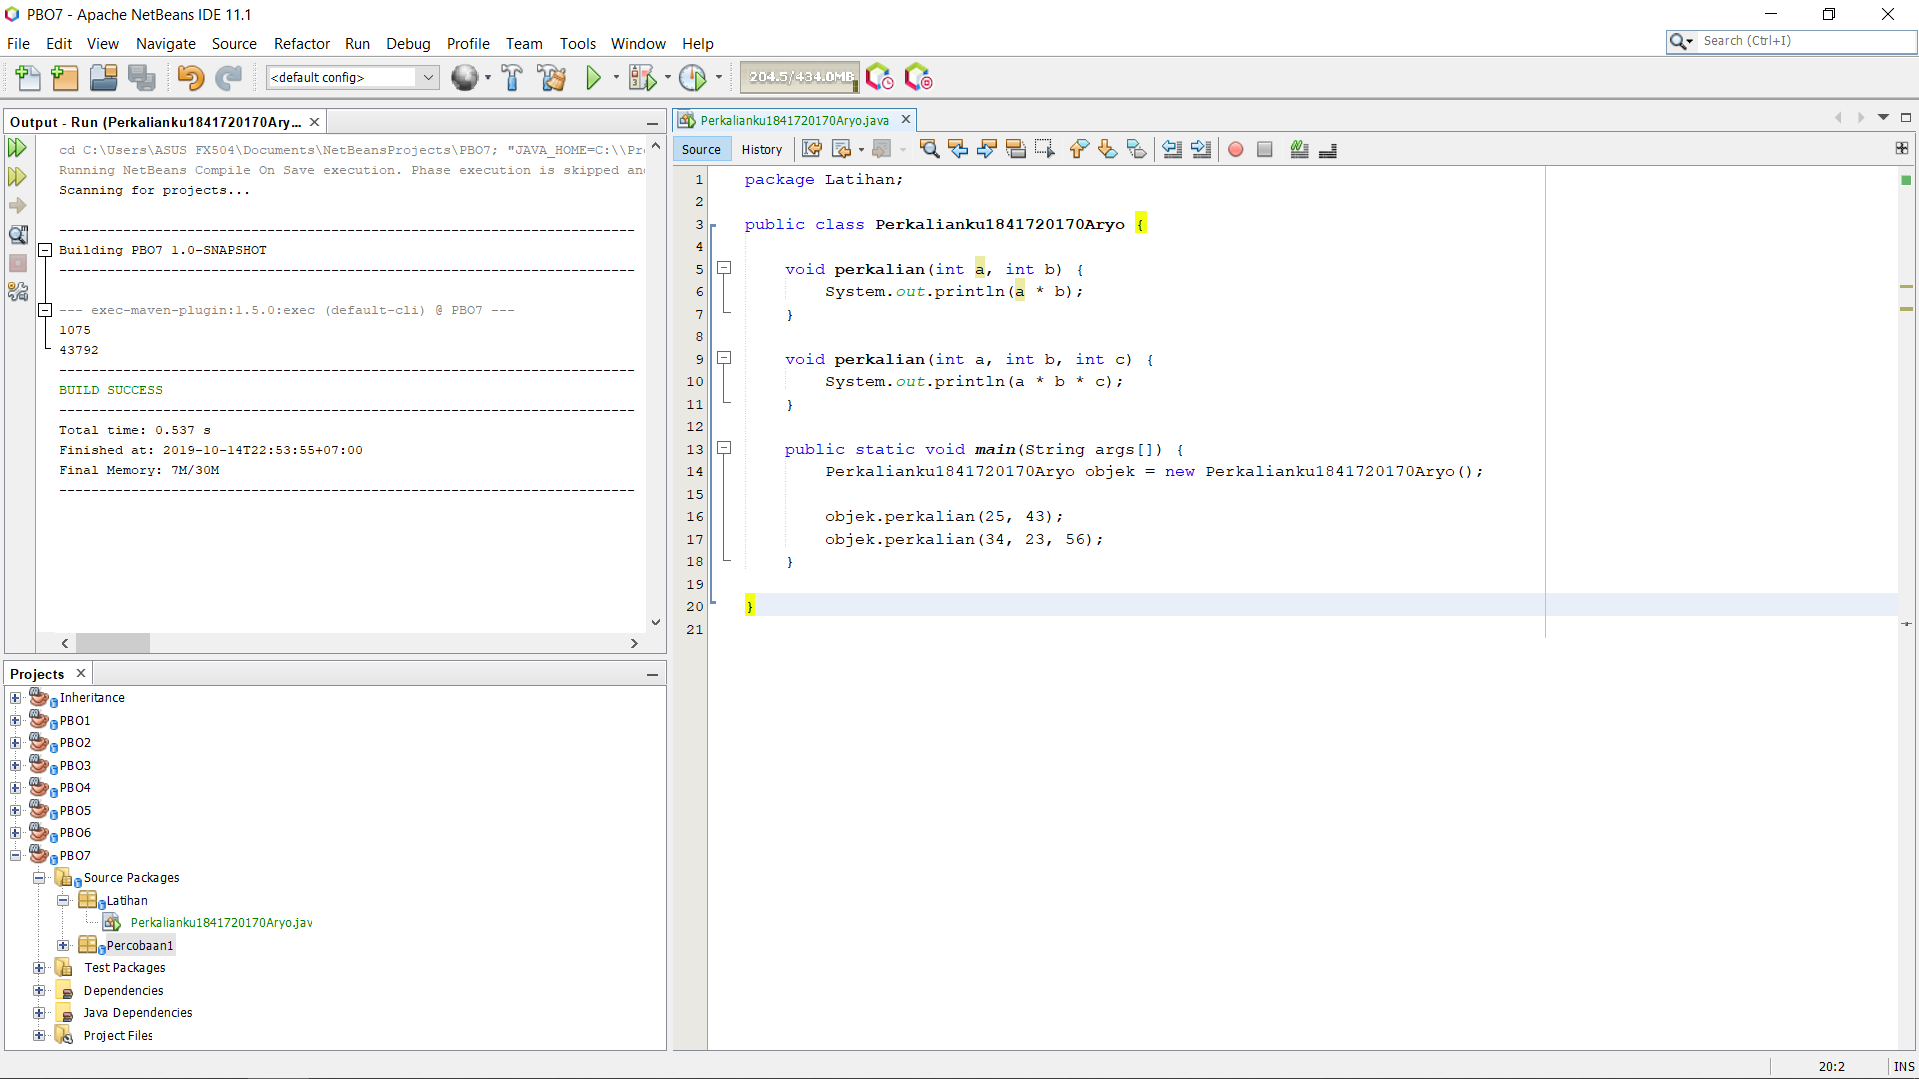 PBO7 - Apache NetBeans IDE 11.1
File Edit View Navigate Source Refactor Run Debug Profile Team Tools Window Help
Search (Ctrl+I)
<default config>
204.5/434.0MB
Output - Run (Perkalianku1841720170Ary...
cd C:\Users\ASUS FX504\Documents\NetBeansProjects\PBO7; "JAVA_HOME=C:\\Pr
Running NetBeans Compile On Save execution. Phase execution is skipped an
Scanning for projects...
------------------------------------------------------------------------
Building PBO7 1.0-SNAPSHOT
------------------------------------------------------------------------
--- exec-maven-plugin:1.5.0:exec (default-cli) @ PBO7 ---
1075
43792
------------------------------------------------------------------------
BUILD SUCCESS
------------------------------------------------------------------------
Total time: 0.537 s
Finished at: 2019-10-14T22:53:55+07:00
Final Memory: 7M/30M
------------------------------------------------------------------------
Projects
Inheritance
PBO1
PBO2
PBO3
PBO4
PBO5
PBO6
PBO7
Source Packages
Latihan
Perkalianku1841720170Aryo.jav
Percobaan1
Test Packages
Dependencies
Java Dependencies
Project Files
Perkalianku1841720170Aryo.java
Source History
1 package Latihan;
2
3 public class Perkalianku1841720170Aryo {
4
5 void perkalian(int a, int b) {
6 System.out.println(a * b);
7 }
8
9 void perkalian(int a, int b, int c) {
10 System.out.println(a * b * c);
11 }
12
13 public static void main(String args[]) {
14 Perkalianku1841720170Aryo objek = new Perkalianku1841720170Aryo();
15
16 objek.perkalian(25, 43);
17 objek.perkalian(34, 23, 56);
18 }
19
20 }
21
20:2 INS